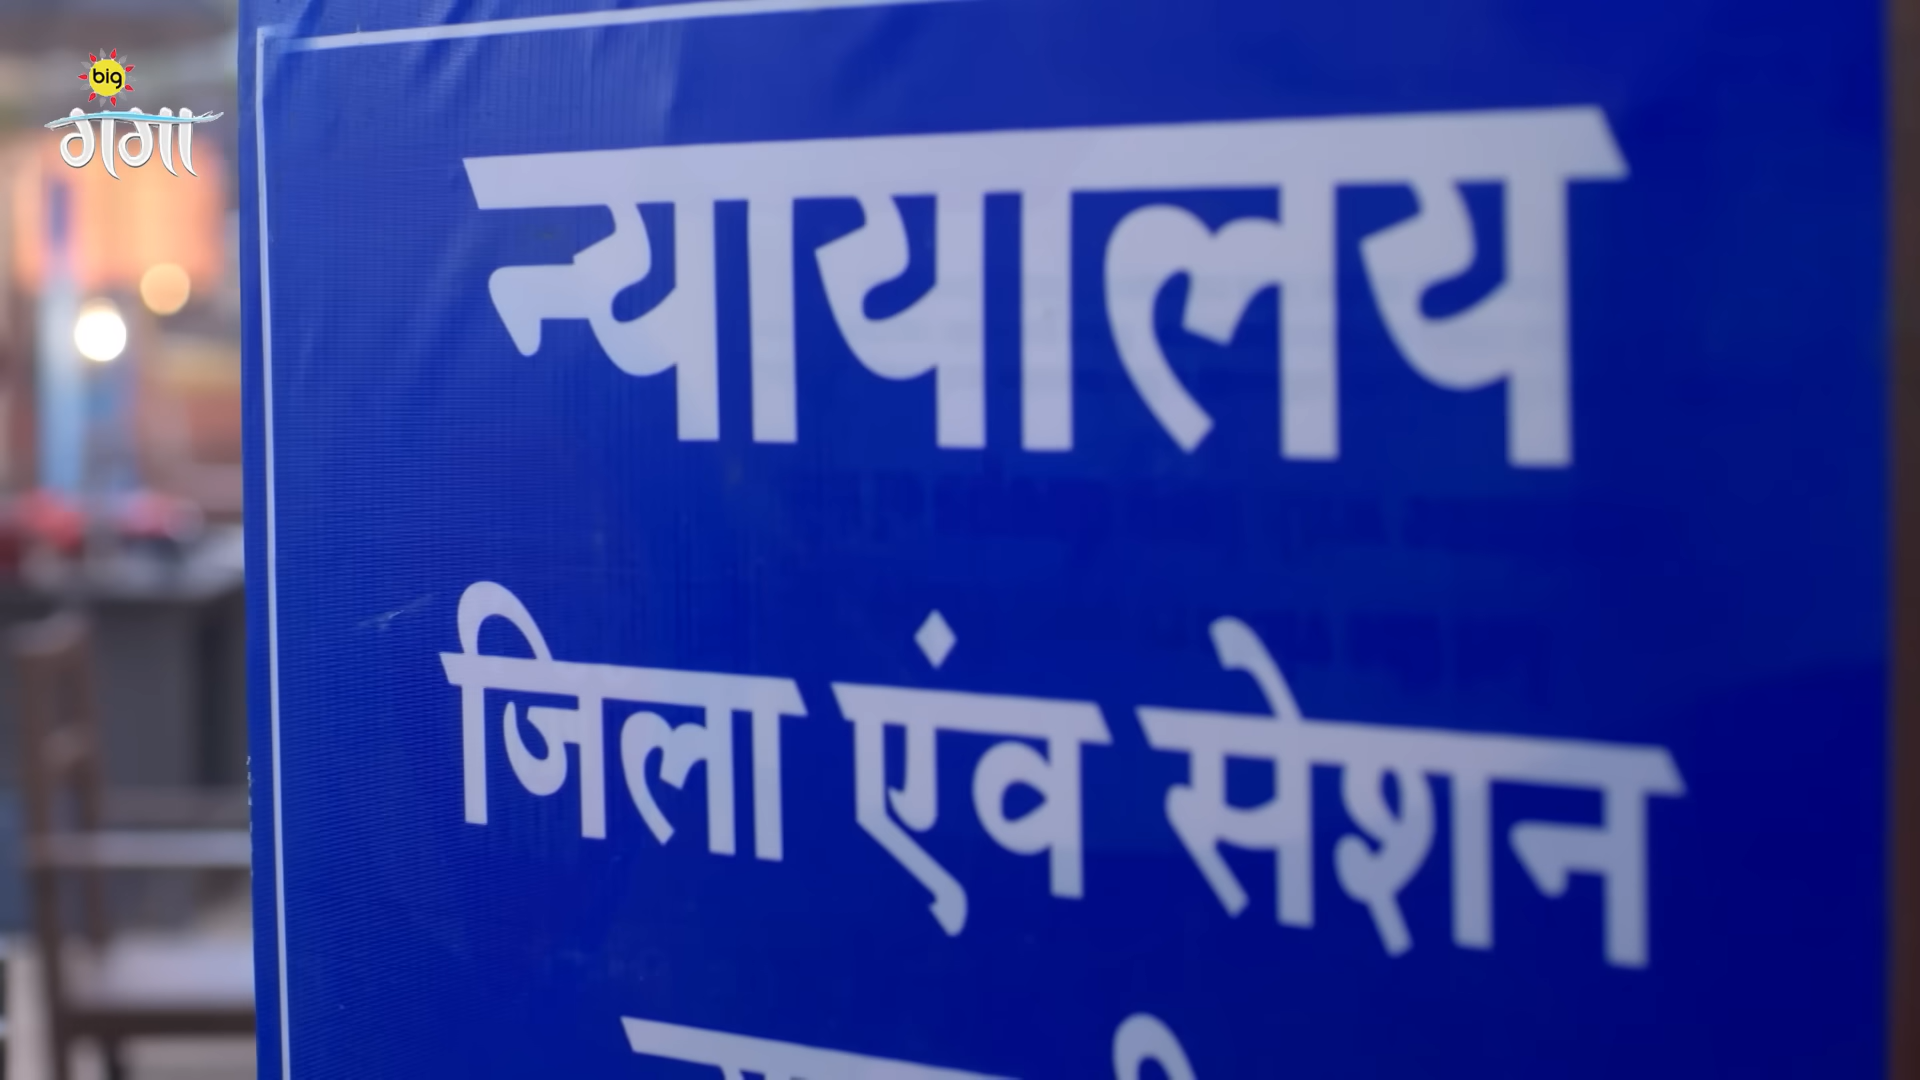 big
गंगा
न्यायालय
जिला एंव सेशन